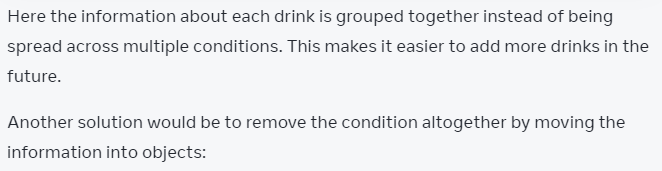 Here the information about each drink is grouped together instead of being
spread across multiple conditions. This makes it easier to add more drinks in the
future.
Another solution would be to remove the condition altogether by moving the
information into objects: